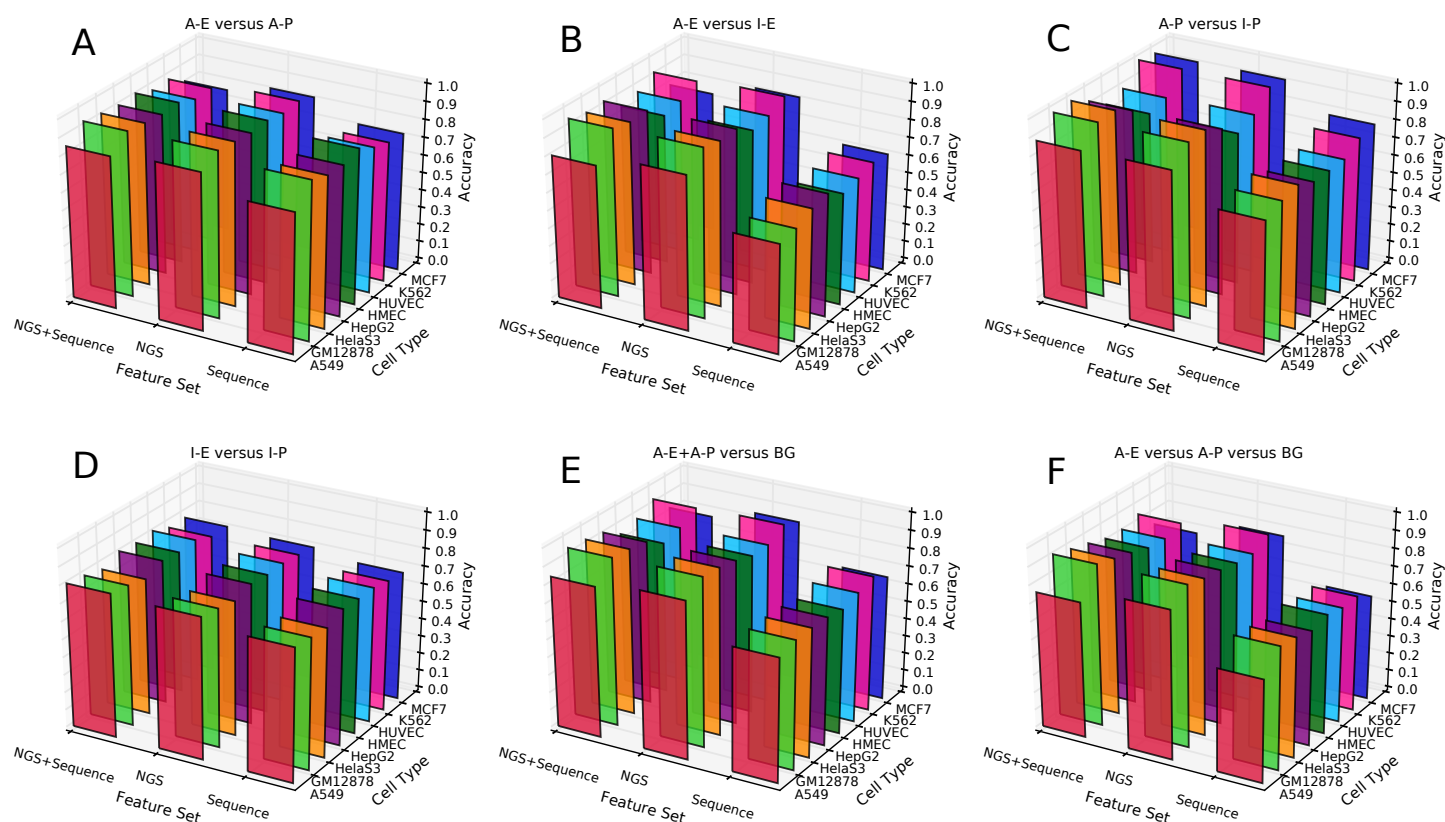 A
A-E versus A-P
1.0
0.9
0.8
0.7
0.6
0.5
0.4
0.3
0.2
0.1
0.0
Accuracy
MCF7
K562
HUVEC
HMEC
HepG2
HelaS3
GM12878
A549
Cell Type
NGS+Sequence
NGS
Sequence
Feature Set
B
A-E versus I-E
1.0
0.9
0.8
0.7
0.6
0.5
0.4
0.3
0.2
0.1
0.0
Accuracy
MCF7
K562
HUVEC
HMEC
HepG2
HelaS3
GM12878
A549
Cell Type
NGS+Sequence
NGS
Sequence
Feature Set
C
A-P versus I-P
1.0
0.9
0.8
0.7
0.6
0.5
0.4
0.3
0.2
0.1
0.0
Accuracy
MCF7
K562
HUVEC
HMEC
HepG2
HelaS3
GM12878
A549
Cell Type
NGS+Sequence
NGS
Sequence
Feature Set
D
I-E versus I-P
1.0
0.9
0.8
0.7
0.6
0.5
0.4
0.3
0.2
0.1
0.0
Accuracy
MCF7
K562
HUVEC
HMEC
HepG2
HelaS3
GM12878
A549
Cell Type
NGS+Sequence
NGS
Sequence
Feature Set
E
A-E+A-P versus BG
1.0
0.9
0.8
0.7
0.6
0.5
0.4
0.3
0.2
0.1
0.0
Accuracy
MCF7
K562
HUVEC
HMEC
HepG2
HelaS3
GM12878
A549
Cell Type
NGS+Sequence
NGS
Sequence
Feature Set
F
A-E versus A-P versus BG
1.0
0.9
0.8
0.7
0.6
0.5
0.4
0.3
0.2
0.1
0.0
Accuracy
MCF7
K562
HUVEC
HMEC
HepG2
HelaS3
GM12878
A549
Cell Type
NGS+Sequence
NGS
Sequence
Feature Set